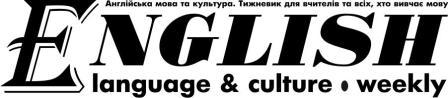 Англійська мова та культура. Тижневик для вчителів та всіх, хто вивчає мову
ENGLISH
language & culture • weekly